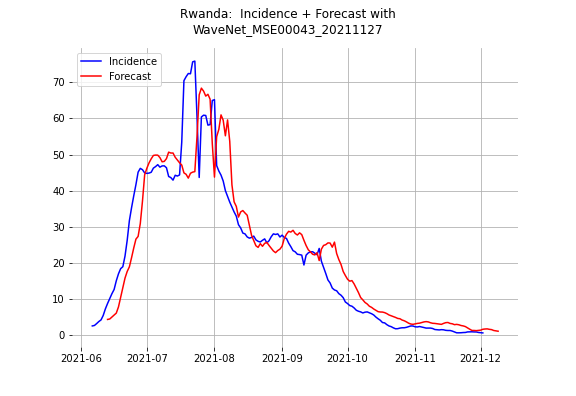 Rwanda:  Incidence + Forecast with
WaveNet_MSE00043_20211127
Incidence
Forecast
70
60
50
40
30
20
10
0
2021-06 2021-07 2021-08 2021-09 2021-10 2021-11 2021-12